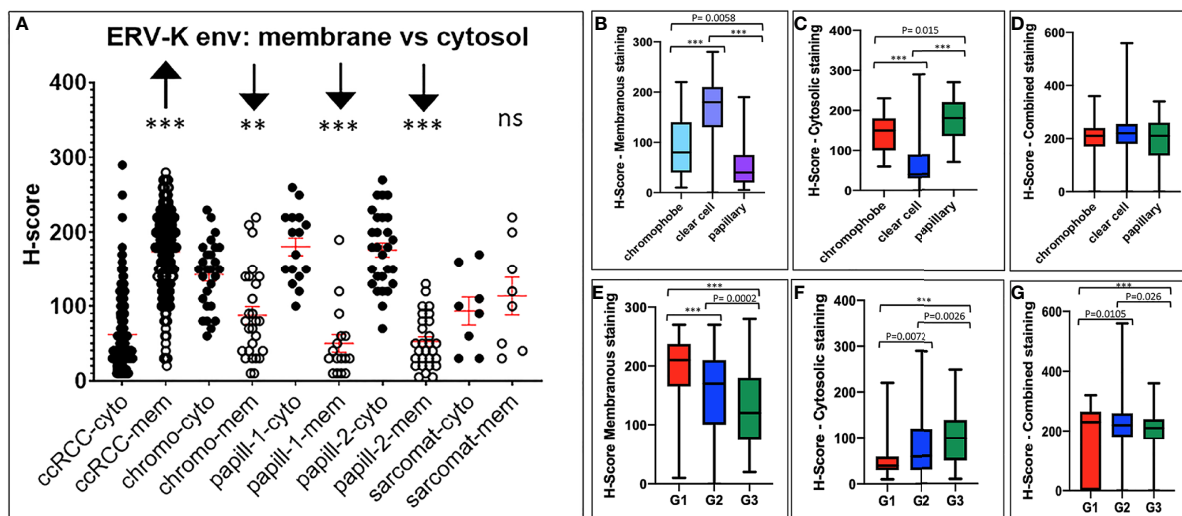 A
ERV-K env: membrane vs cytosol
H-score
400
300
200
100
0
***
**
***
***
ns
ccRCC-cyto
ccRCC-mem
chromo-cyto
chromo-mem
papill-1-cyto
papill-1-mem
papill-2-cyto
papill-2-mem
sarcomat-cyto
sarcomat-mem
B
P= 0.0058
***
***
H-Score - Membranous staining
300
200
100
0
chromophobe
clear cell
papillary
C
P= 0.015
***
***
H-Score - Cytosolic staining
400
300
200
100
0
chromophobe
clear cell
papillary
D
H-Score - Combined staining
600
400
200
0
chromophobe
clear cell
papillary
E
***
***
P= 0.0002
H-Score Membranous staining
400
300
200
100
0
G1
G2
G3
F
***
P=0.0026
P=0.0072
H-Score - Cytosolic staining
400
300
200
100
0
G1
G2
G3
G
***
P=0.026
P=0.0105
H-Score - Combined staining
600
400
200
0
G1
G2
G3